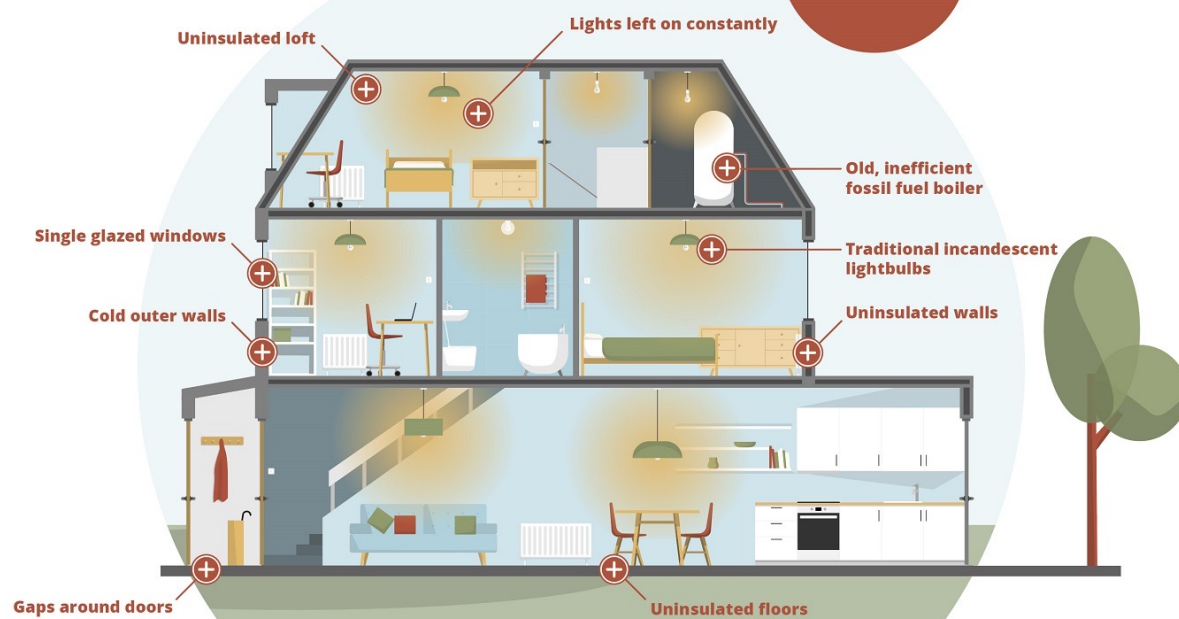 Lights left on constantly
Uninsulated loft
Old, inefficient
fossil fuel boiler
Single glazed windows
Traditional incandescent
lightbulbs
Cold outer walls
Uninsulated walls
Gaps around doors
Uninsulated floors